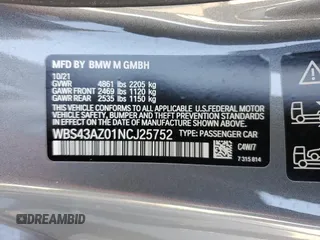 MFD BY BMW M GMBH
10/21
GVWR 4861 lbs 2205 kg
GAWR FRONT 2469 lbs 1120 kg
GAWR REAR 2535 lbs 1150 kg
THIS VEHICLE CONFORMS TO ALL APPLICABLE U.S. FEDERAL MOTOR
VEHICLE SAFETY, BUMPER AND THEFT PREVENTION STANDARDS
IN EFFECT ON THE DATE OF MANUFACTURE SHOWN ABOVE.
WBS43AZ01NCJ25752 TYPE: PASSENGER CAR
C4W/7
7 315 814
DREAMBID